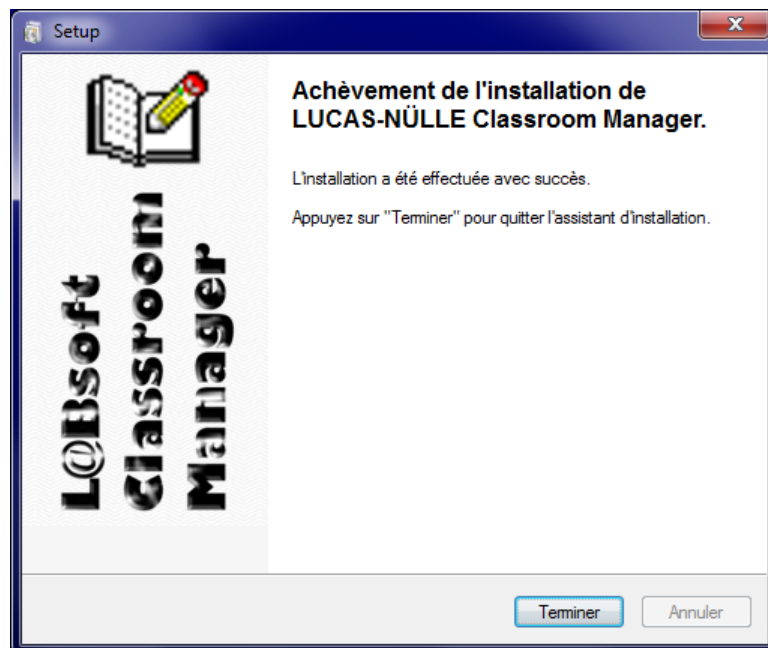 Setup
L@Bsoft
Classroom
Manager
Achèvement de l'installation de
LUCAS-NÜLLE Classroom Manager.
L'installation a été effectuée avec succès.
Appuyez sur "Terminer" pour quitter l'assistant d'installation.
Terminer
Annuler